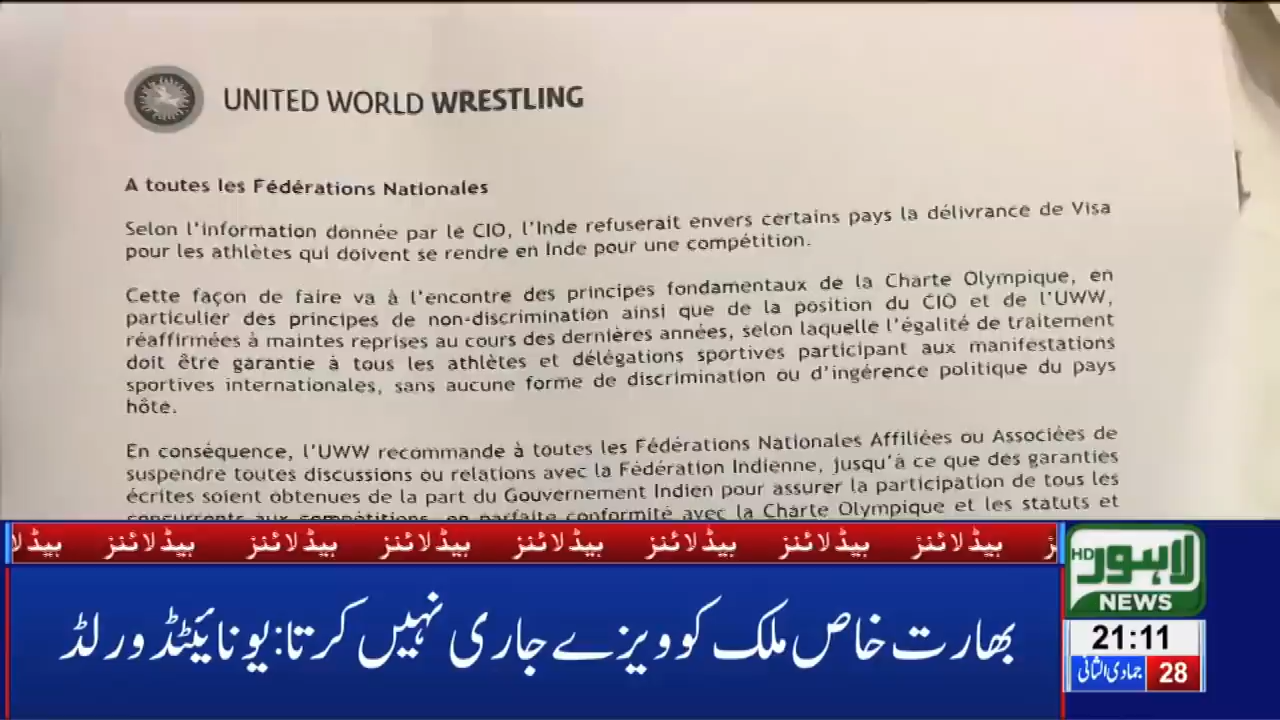 UNITED WORLD WRESTLING
A toutes les Fédérations Nationales
Selon l'information donnée par le CIO, l'Inde refuserait envers certains pays la délivrance de Visa
pour les athlètes qui doivent se rendre en Inde pour une compétition.
Cette façon de faire va à l'encontre des principes fondamentaux de la Charte Olympique, en
particulier des principes de non-discrimination ainsi que de la position du CIO et de l'UWW,
réaffirmées à maintes reprises au cours des dernières années, selon laquelle l'égalité de traitement
doit être garantie à tous les athlètes et délégations sportives participant aux manifestations
sportives internationales, sans aucune forme de discrimination ou d'ingérence politique du pays
hôte.
En conséquence, l'UWW recommande à toutes les Fédérations Nationales Affiliées ou Associées de
suspendre toutes discussions ou relations avec la Fédération Indienne, jusqu'à ce que des garanties
écrites soient obtenues de la part du Gouvernement Indien pour assurer la participation de tous les
concurrents aux compétitions, en parfaite conformité avec la Charte Olympique et les statuts et
ہیڈلائنز ہیڈلائنز ہیڈلائنز ہیڈلائنز ہیڈلائنز ہیڈلائنز ہیڈلائنز
بھارت خاص ملک کو ویزے جاری نہیں کرتا: یونائیٹڈ ورلڈ
لاہور HD
NEWS
21:11
28 جمادی الثانی